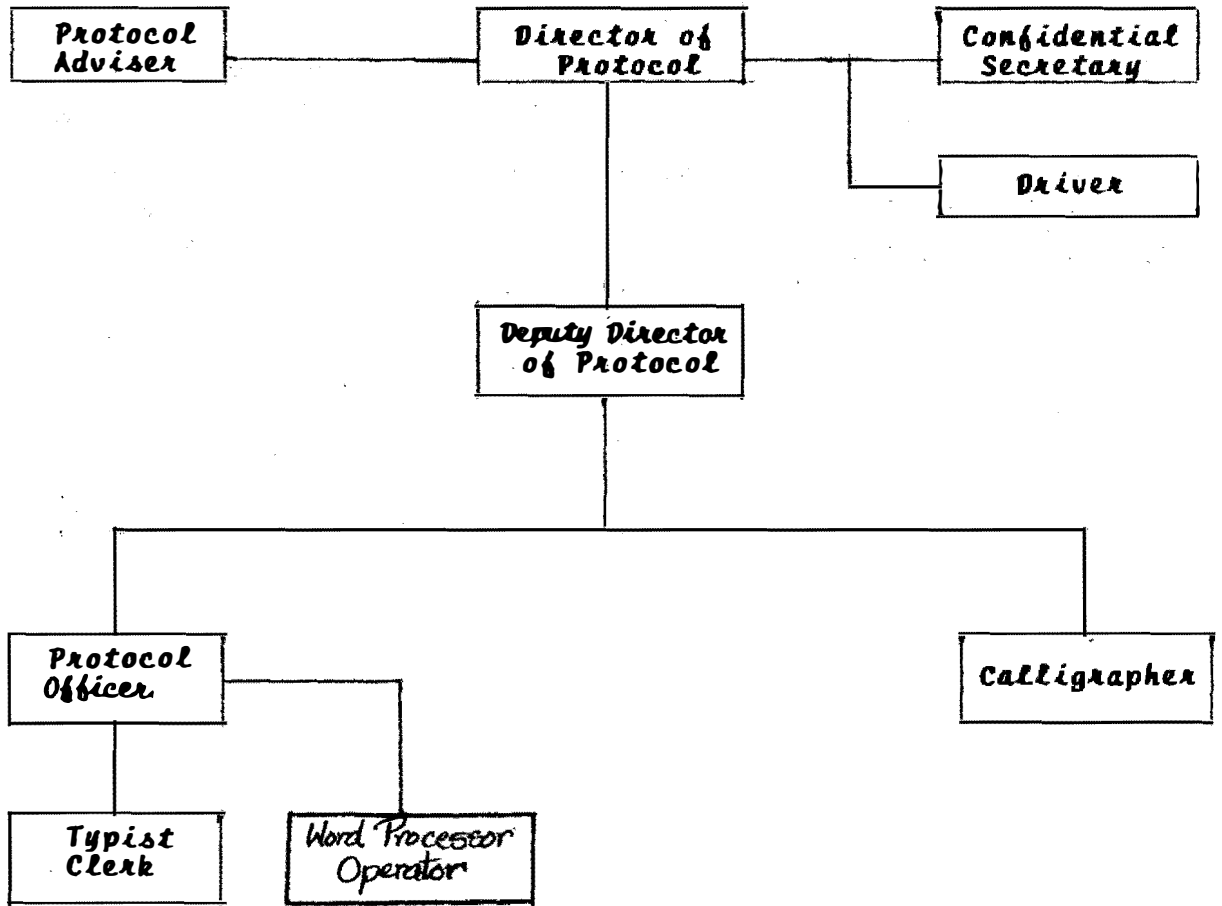 Protocol
Adviser
Director of
Protocol
Confidential
Secretary
Driver
Deputy Director
of Protocol
Protocol
Officer
Calligrapher
Typist
Clerk
Word Processor
Operator